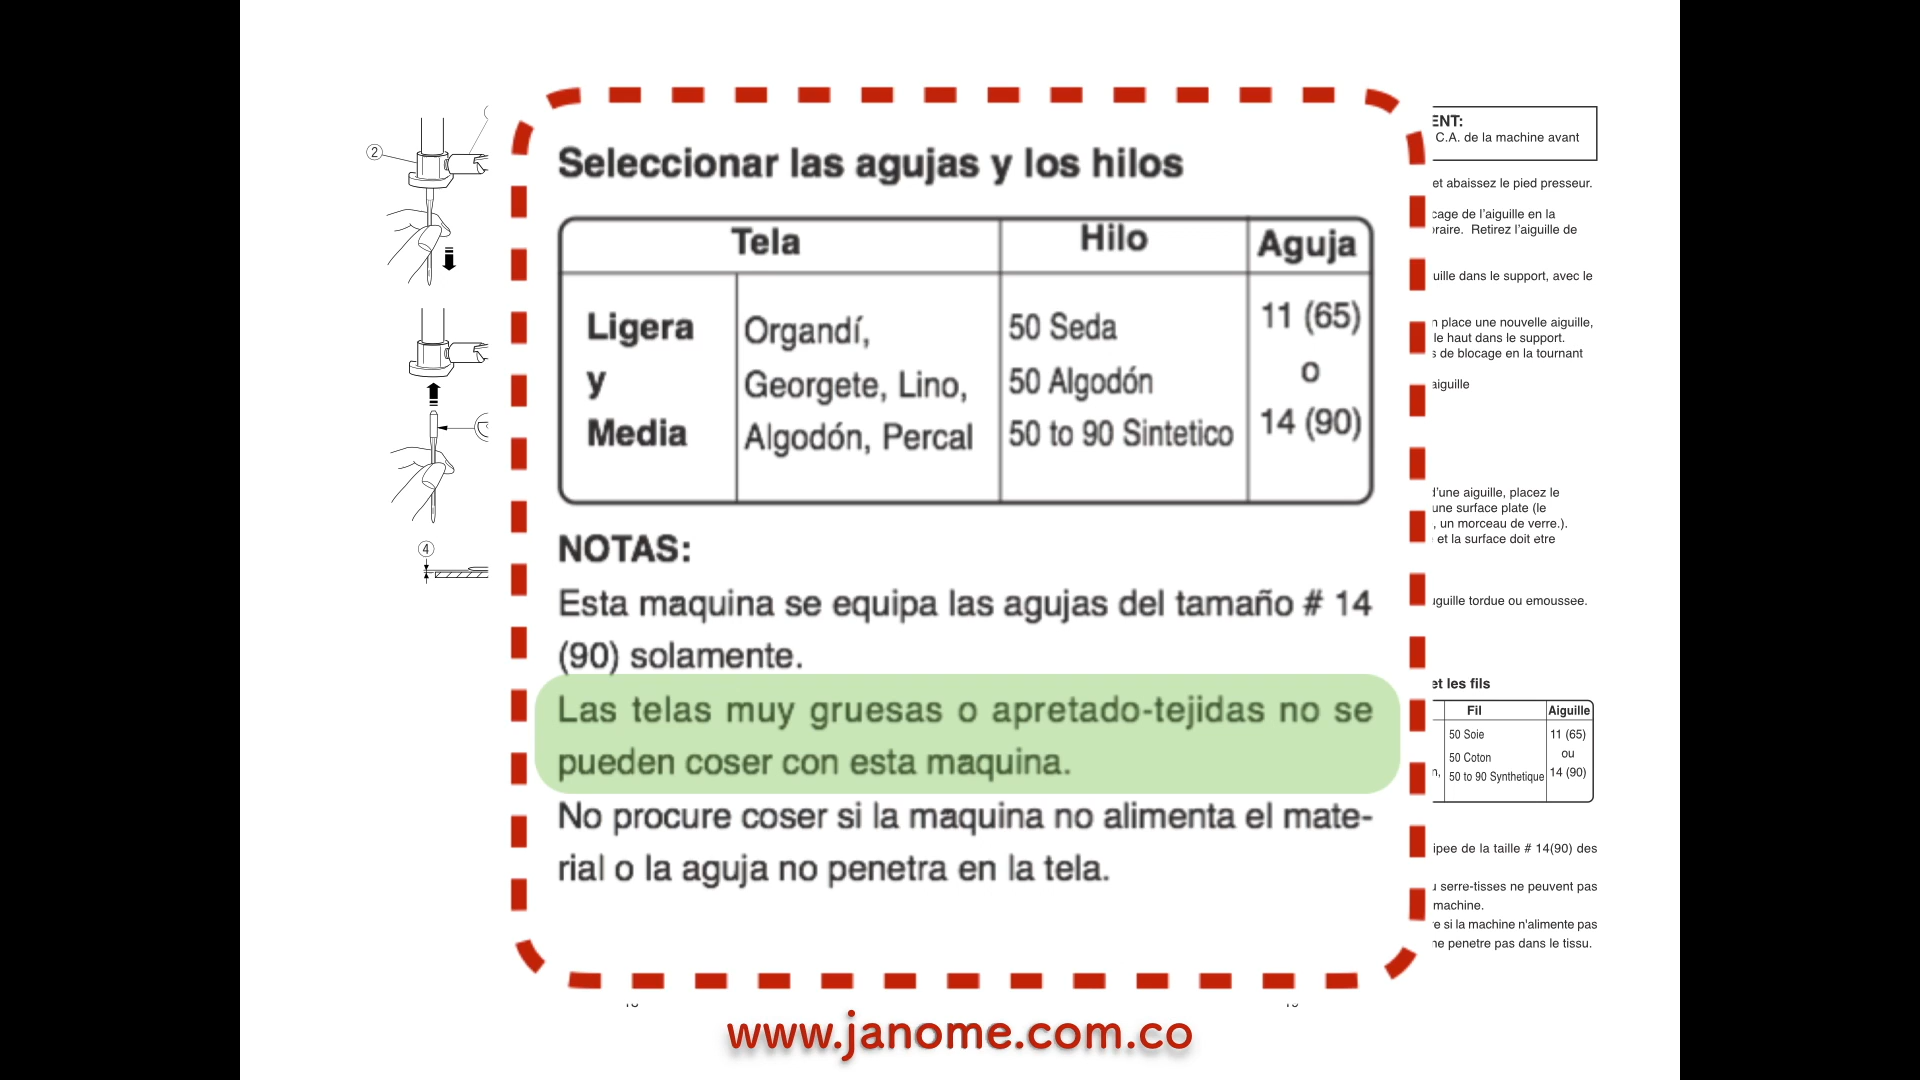 Seleccionar las agujas y los hilos
Tela
Hilo
Aguja
Ligera
y
Media
Organdí,
Georgete, Lino,
Algodón, Percal
50 Seda
50 Algodón
50 to 90 Sintetico
11 (65)
o
14 (90)
NOTAS:
Esta maquina se equipa las agujas del tamaño # 14
(90) solamente.
Las telas muy gruesas o apretado-tejidas no se
pueden coser con esta maquina.
No procure coser si la maquina no alimenta el mate-
rial o la aguja no penetra en la tela.
2
4
ENT:
C.A. de la machine avant
et abaissez le pied presseur.
de l'aiguille en la
Retirez l'aiguille de
dans le support, avec le
place une nouvelle aiguille,
le haut dans le support.
de blocage en la tournant
aiguille
d'une aiguille, placez le
une surface plate (le
, un morceau de verre.).
et la surface doit etre
tordue ou emoussee.
et les fils
Fil
Aiguille
50 Soie
50 Coton
50 to 90 Synthetique
11 (65)
ou
14 (90)
de la taille # 14(90) des
serre-tisses ne peuvent pas
machine.
si la machine n'alimente pas
ne penetre pas dans le tissu.
www.janome.com.co